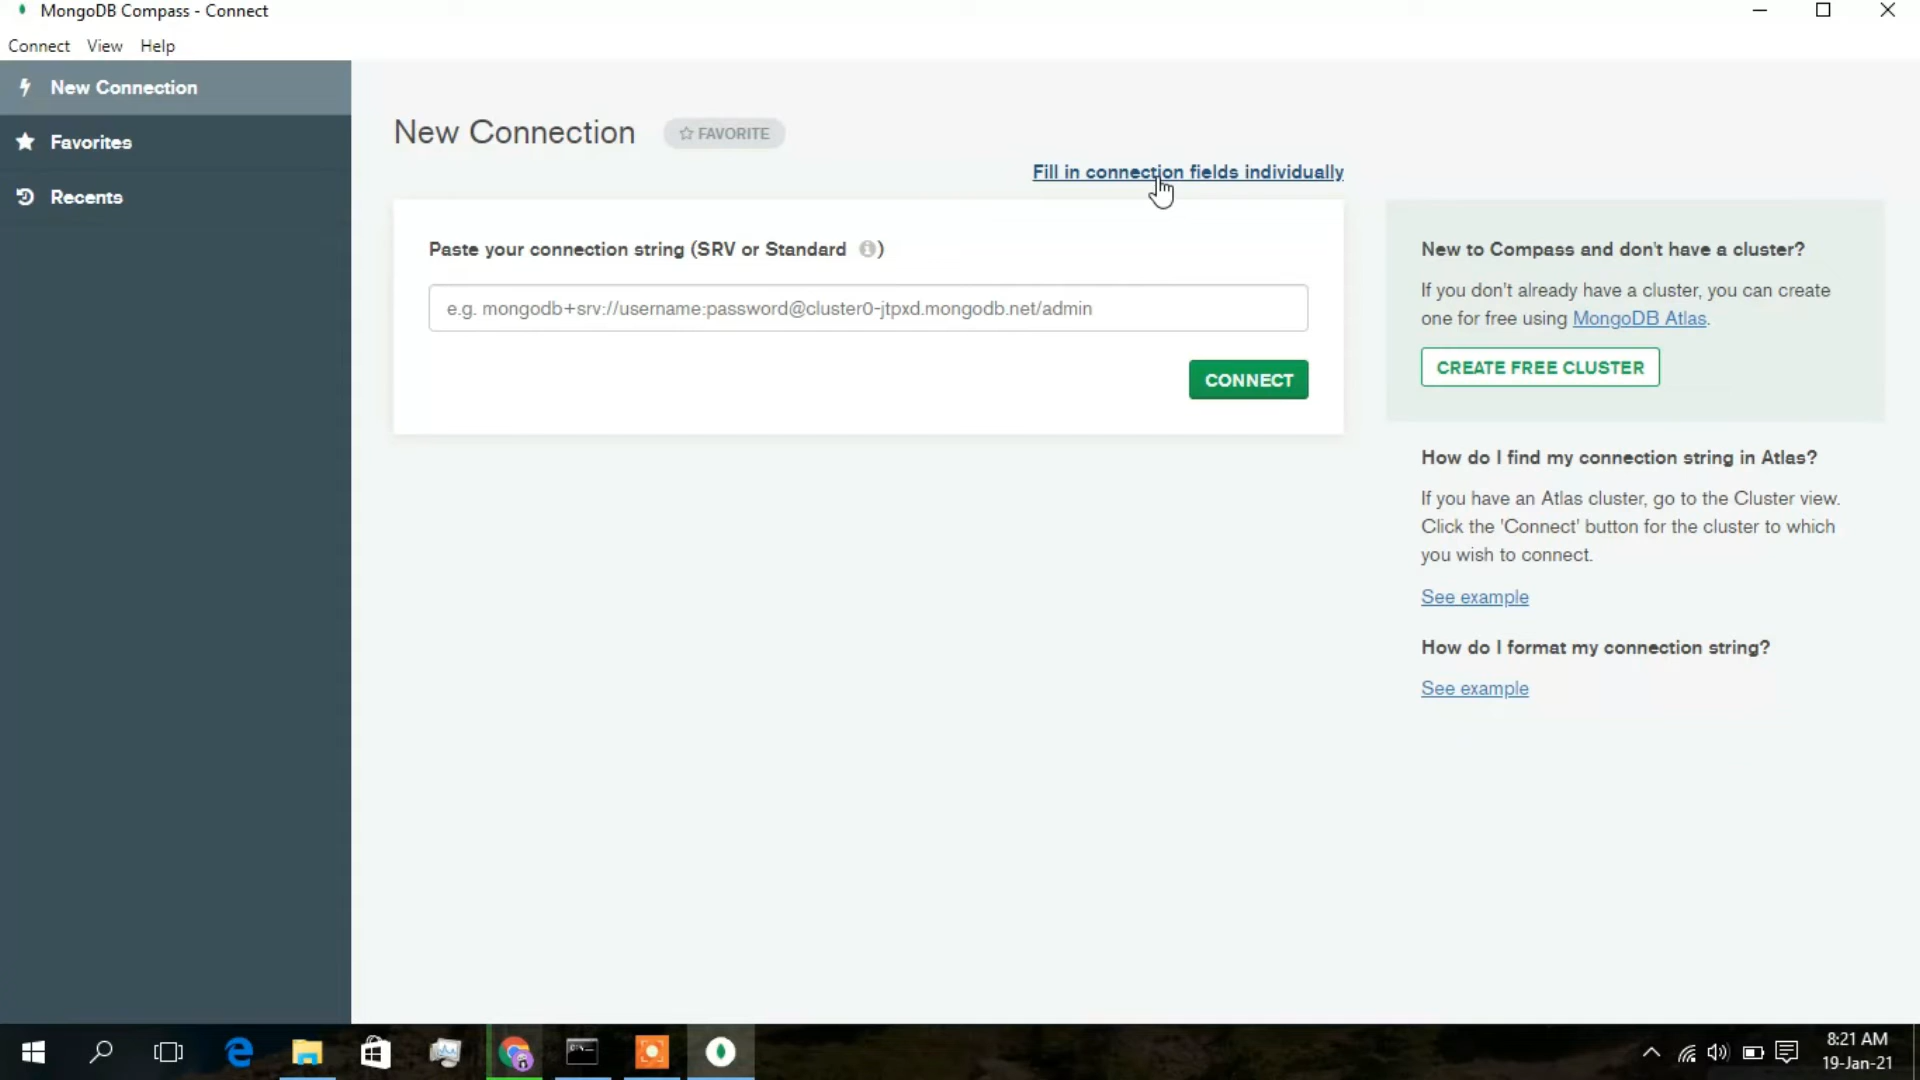 MongoDB Compass - Connect
Connect View Help
New Connection
Favorites
Recents
New Connection
FAVORITE
Fill in connection fields individually
Paste your connection string (SRV or Standard )
e.g. mongodb+srv://username:password@cluster0-jtpxd.mongodb.net/admin
CONNECT
New to Compass and don't have a cluster?
If you don't already have a cluster, you can create
one for free using MongoDB Atlas.
CREATE FREE CLUSTER
How do I find my connection string in Atlas?
If you have an Atlas cluster, go to the Cluster view.
Click the 'Connect' button for the cluster to which
you wish to connect.
See example
How do I format my connection string?
See example
8:21 AM
19-Jan-21